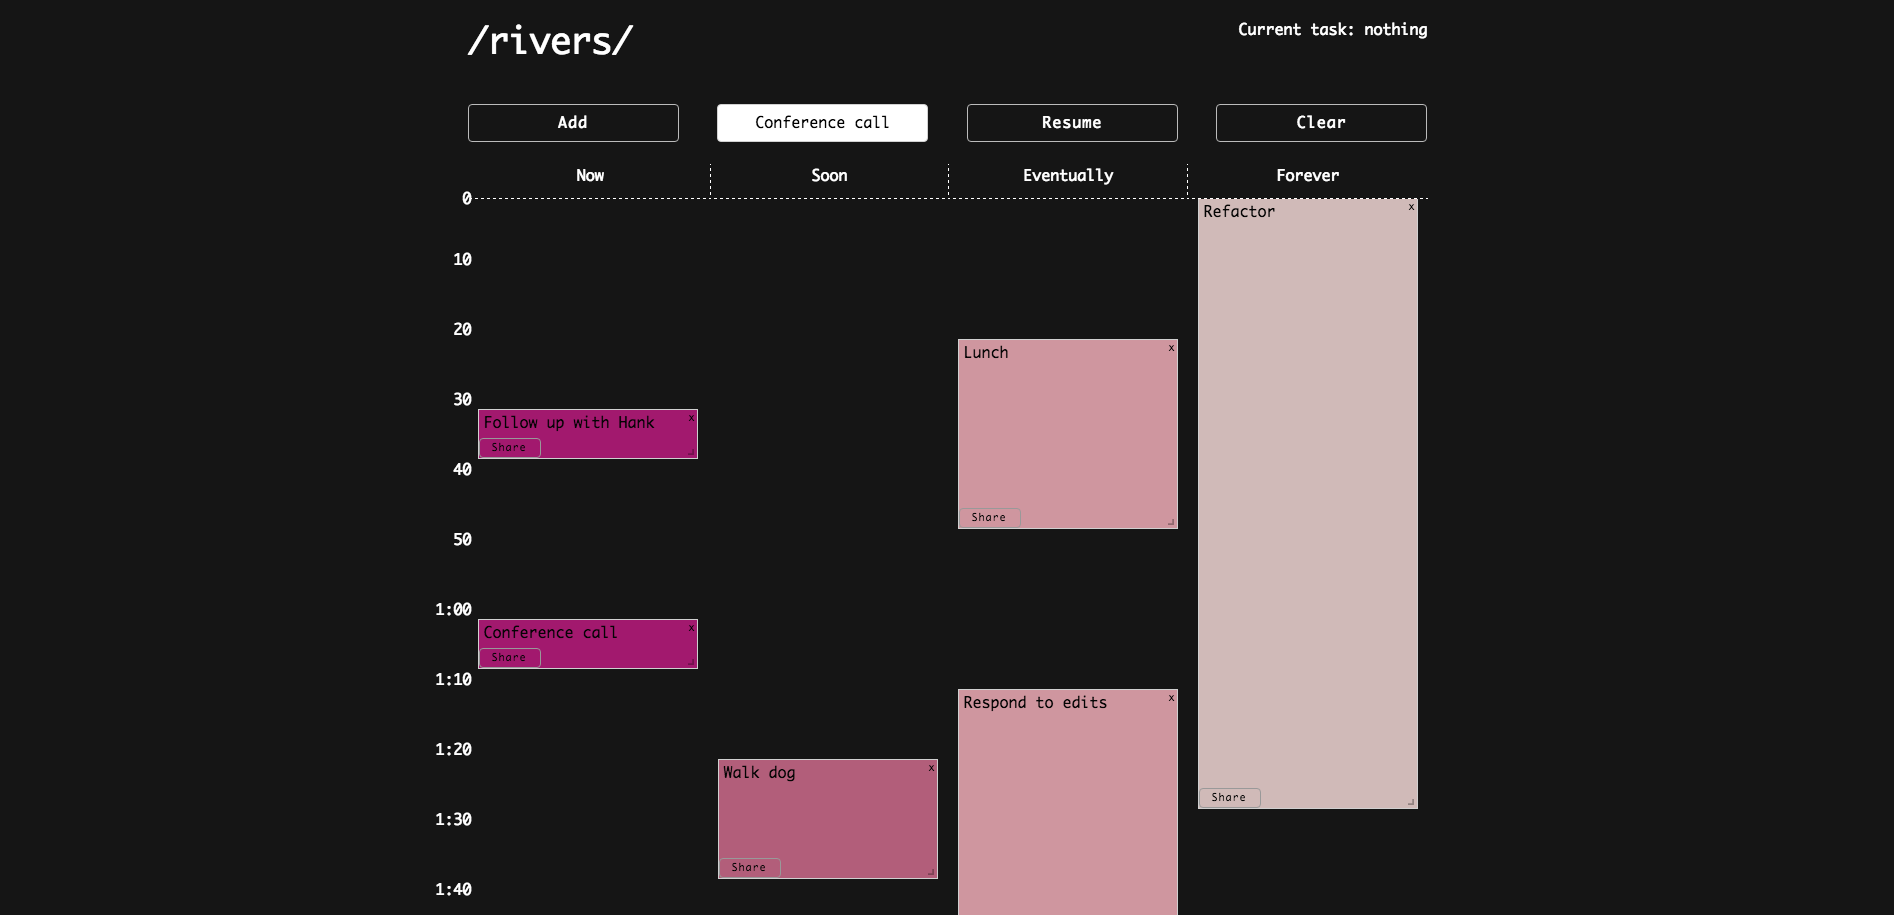 /rivers/
Current task: nothing
Add
Conference call
Resume
Clear
Now
Soon
Eventually
Forever
0
Refactor
x
10
20
Lunch
x
30
Follow up with Hank
x
Share
40
Share
50
1:00
Conference call
x
Share
1:10
Respond to edits
x
1:20
Walk dog
x
Share
1:30
Share
1:40